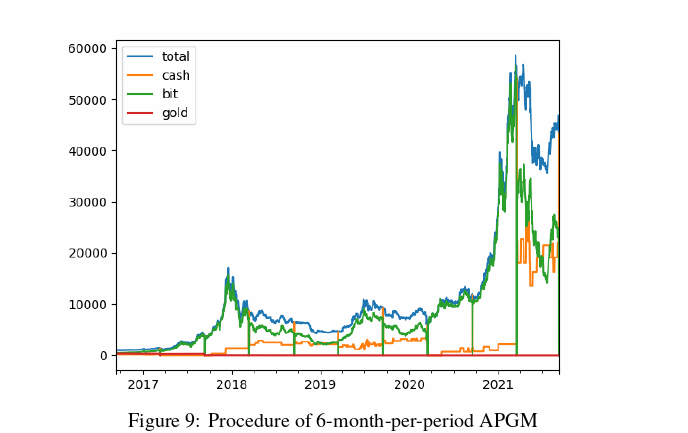 60000
50000
40000
30000
20000
10000
0
total
cash
bit
gold
2017 2018 2019 2020 2021
Figure 9: Procedure of 6-month-per-period APGM